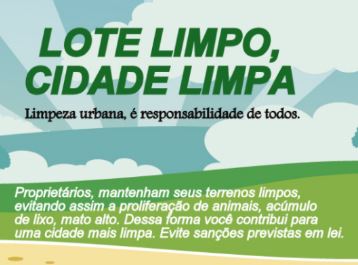 LOTE LIMPO,
CIDADE LIMPA
Limpeza urbana, é responsabilidade de todos.
Proprietários, mantenham seus terrenos limpos,
evitando assim a proliferação de animais, acúmulo
de lixo, mato alto. Dessa forma você contribui para
uma cidade mais limpa. Evite sanções previstas em lei.